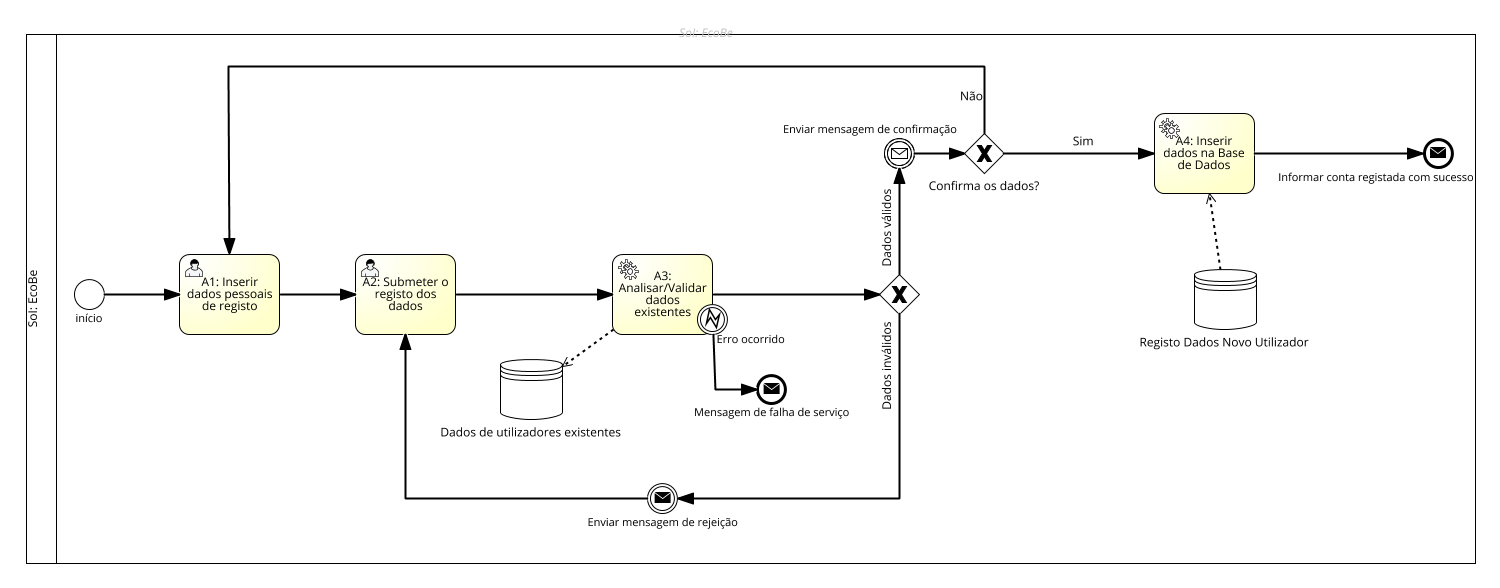 Sol: EcoBe
Sol: EcoBe
Não
Enviar mensagem de confirmação
Confirma os dados?
Sim
A4: Inserir
dados na Base
de Dados
Informar conta registada com sucesso
Dados válidos
início
A1: Inserir
dados pessoais
de registo
A2: Submeter o
registo dos
dados
A3:
Analisar/Validar
dados
existentes
Erro ocorrido
Registo Dados Novo Utilizador
Dados inválidos
Mensagem de falha de serviço
Dados de utilizadores existentes
Enviar mensagem de rejeição